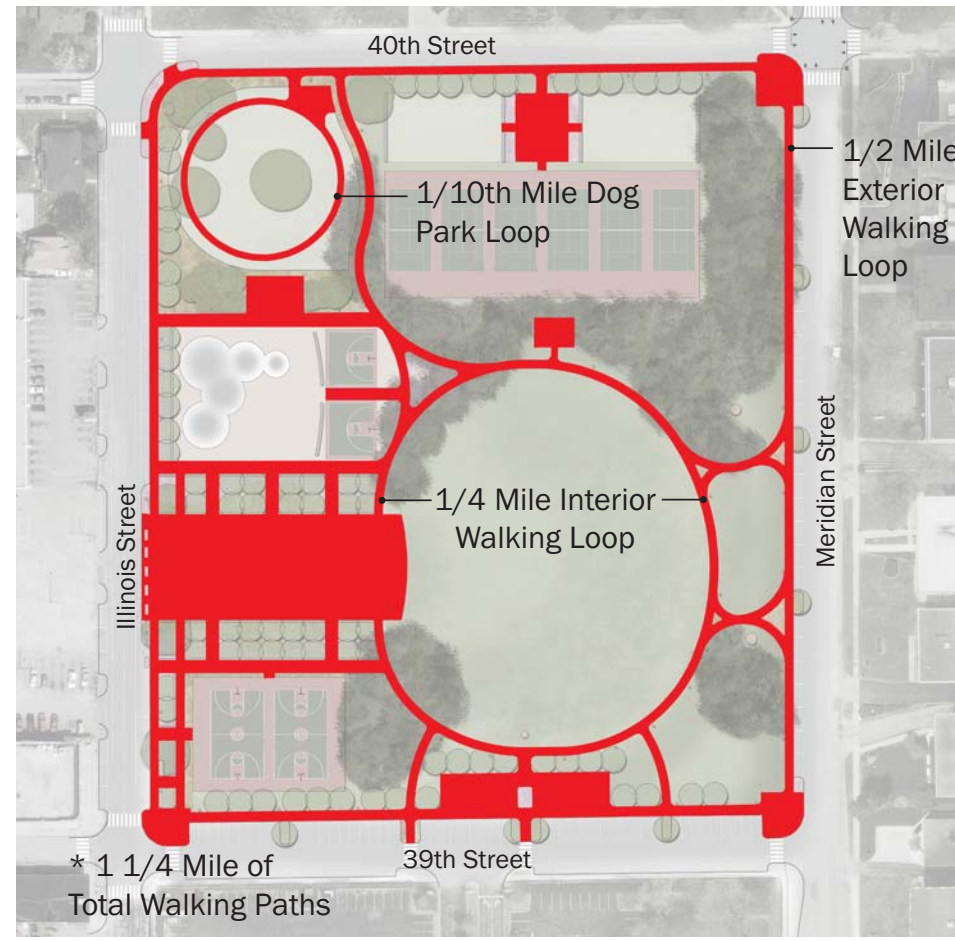 40th Street
1/2 Mile
Exterior
Walking
Loop
1/10th Mile Dog
Park Loop
Meridian Street
1/4 Mile Interior
Walking Loop
Illinois Street
39th Street
* 1 1/4 Mile of
Total Walking Paths